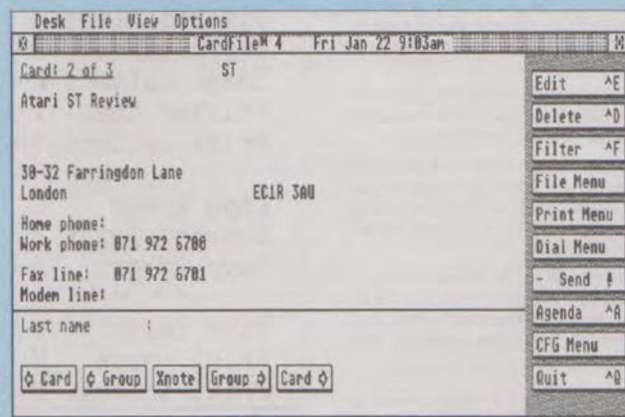 Desk File View Options
CardFile™ 4 Fri Jan 22 9:03am
Card: 2 of 3 ST
Atari ST Review
30-32 Farringdon Lane
London EC1R 3AU
Home phone:
Work phone: 071 972 6700
Fax line: 071 972 6701
Modem line:
Last name :
Card Group Xnote Group Card
Edit ^E
Delete ^D
Filter ^F
File Menu
Print Menu
Dial Menu
- Send
Agenda ^A
CFG Menu
Quit ^Q